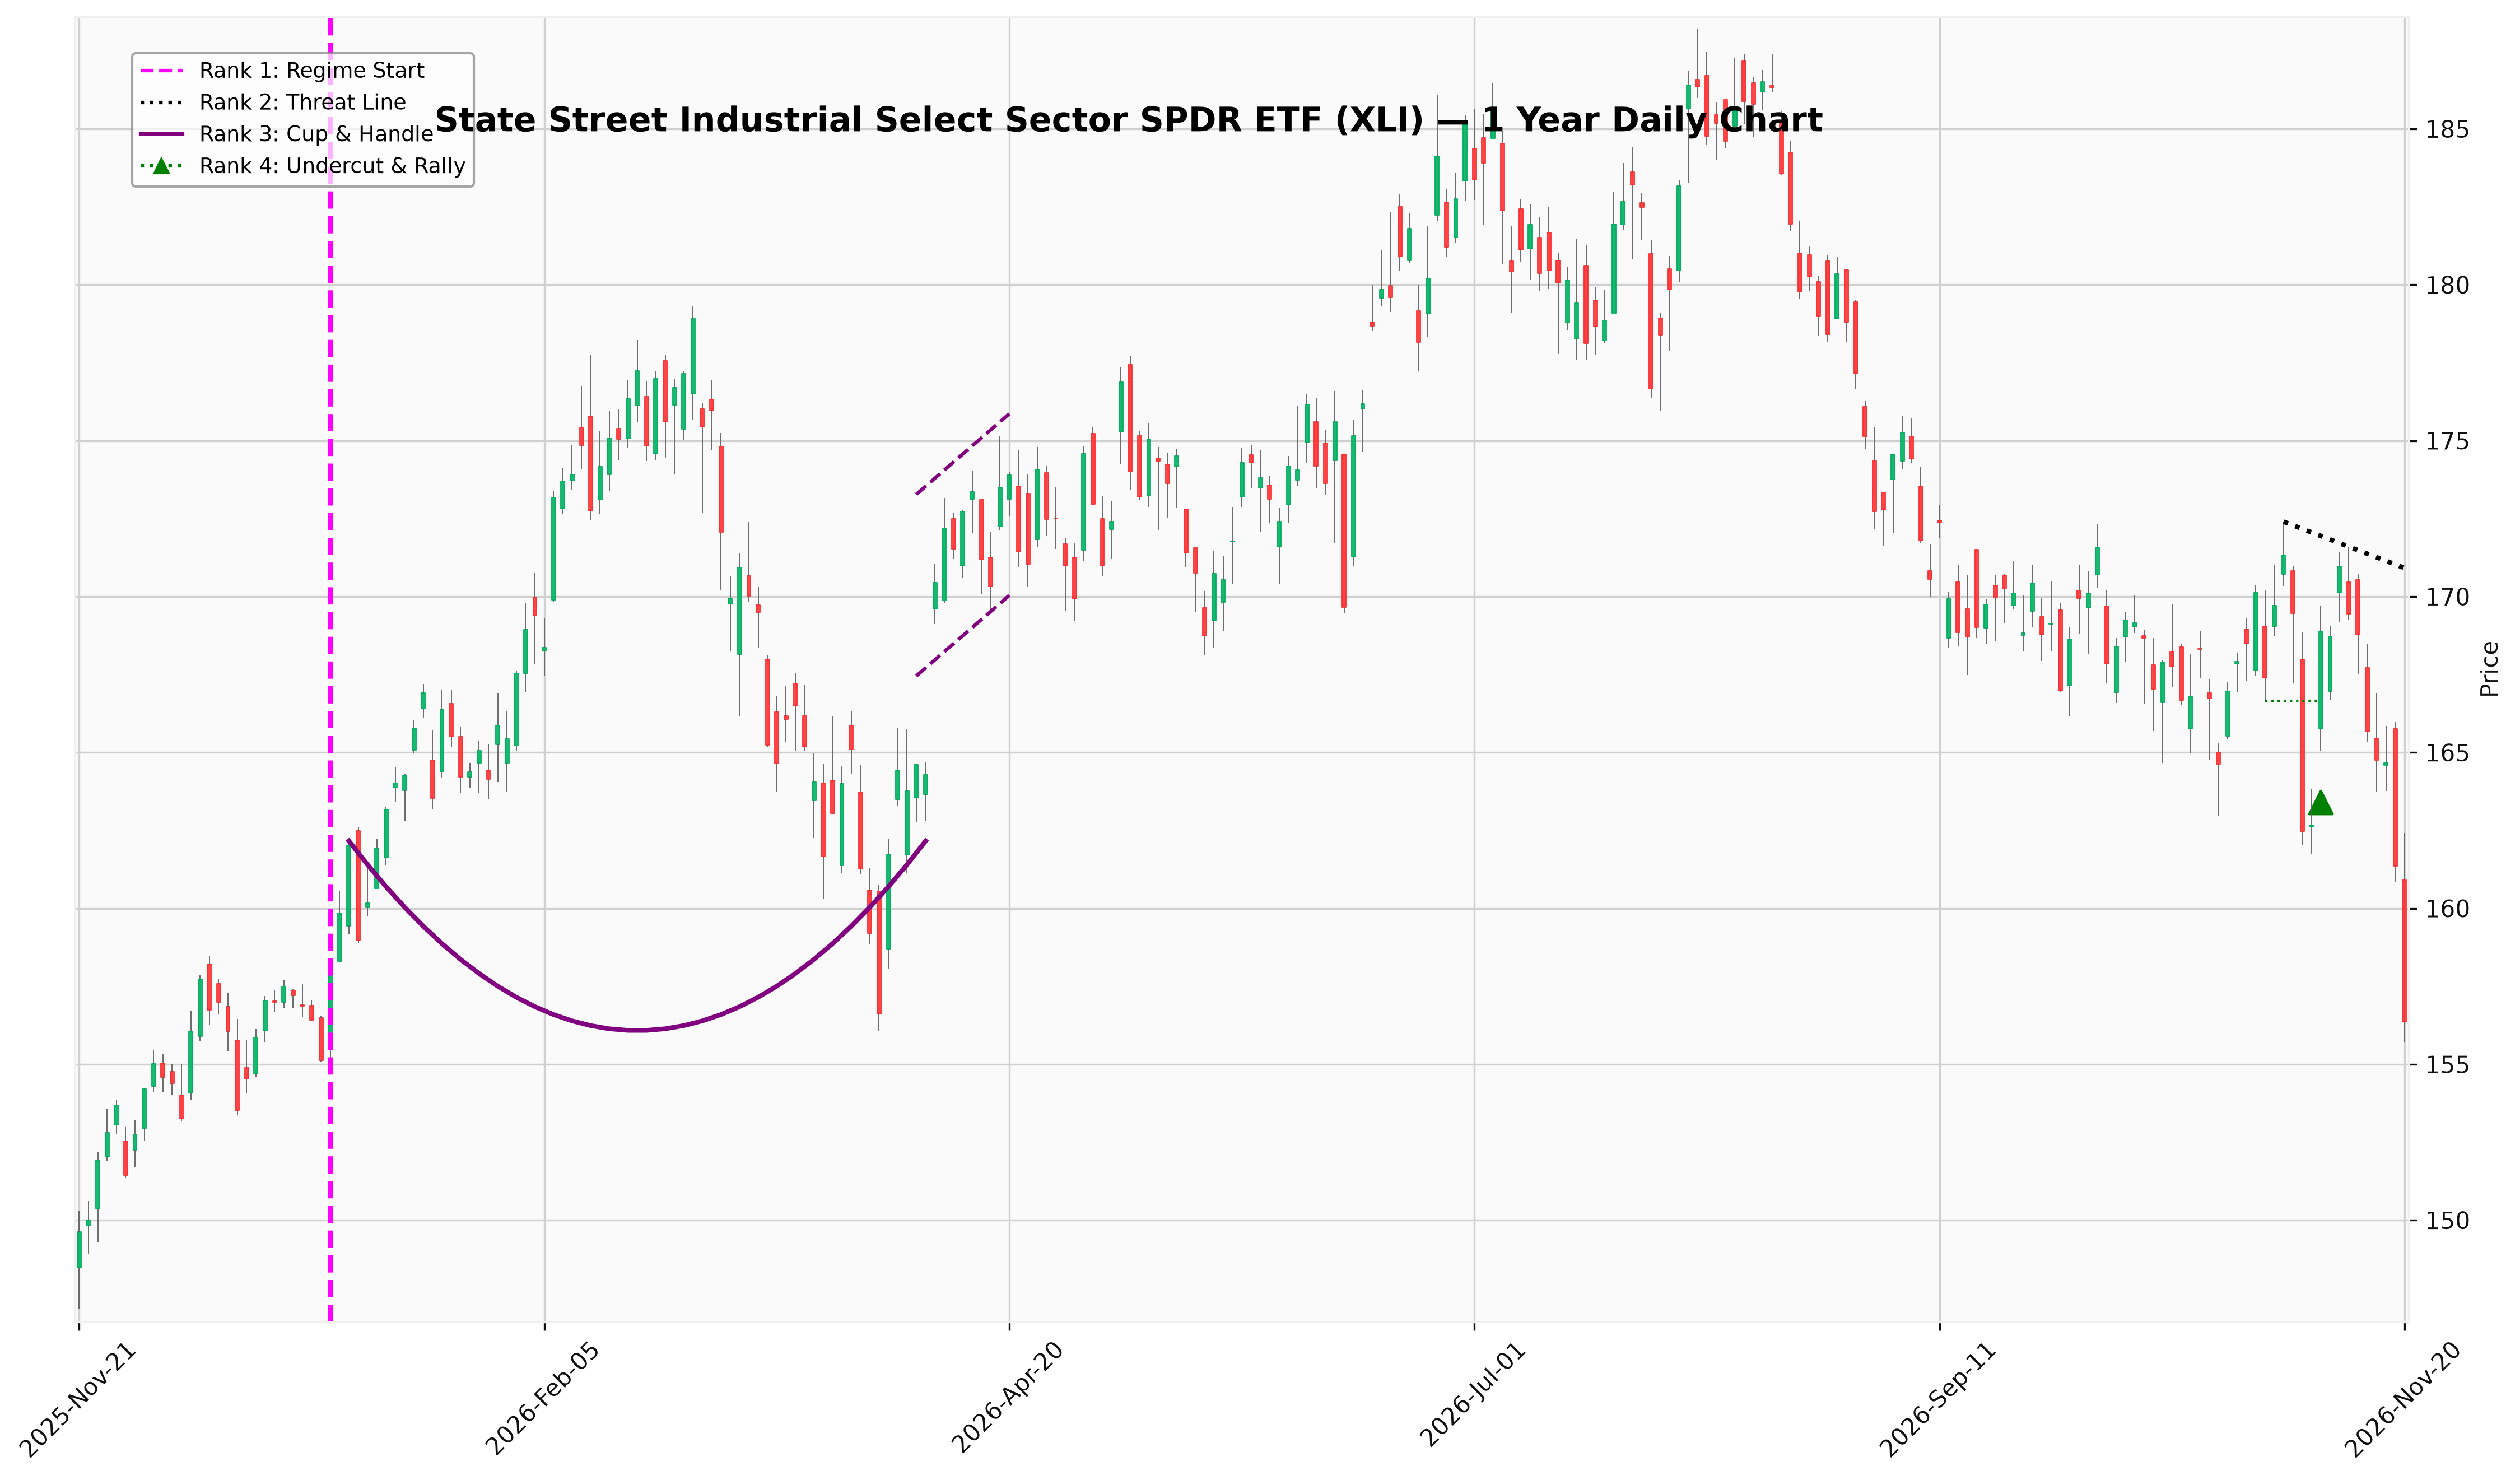 Rank 1: Regime Start
Rank 2: Threat Line
Rank 3: Cup & Handle
Rank 4: Undercut & Rally
State Street Industrial Select Sector SPDR ETF (XLI) — 1 Year Daily Chart
185
180
175
170
165
160
155
150
Price
2025-Nov-21
2026-Feb-05
2026-Apr-20
2026-Jul-01
2026-Sep-11
2026-Nov-20